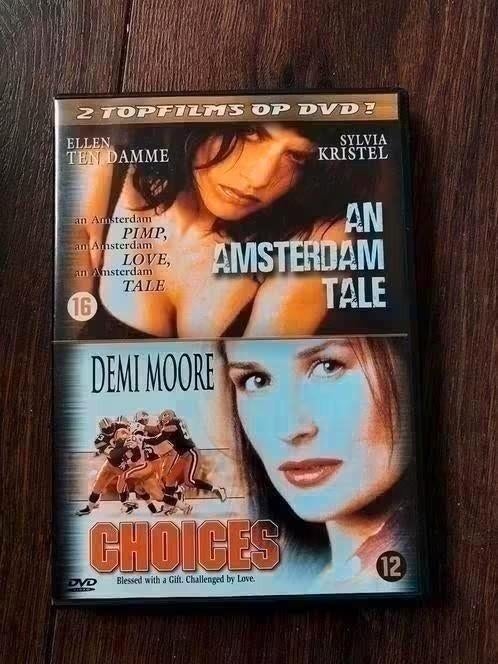 2 TOPFILMS OP DVD!
ELLEN
TEN DAMME
SYLVIA
KRISTEL
an Amsterdam
PIMP,
an Amsterdam
LOVE,
an Amsterdam
TALE
AN
AMSTERDAM
TALE
16
DEMI MOORE
CHOICES
Blessed with a Gift. Challenged by Love.
DVD
VIDEO
12